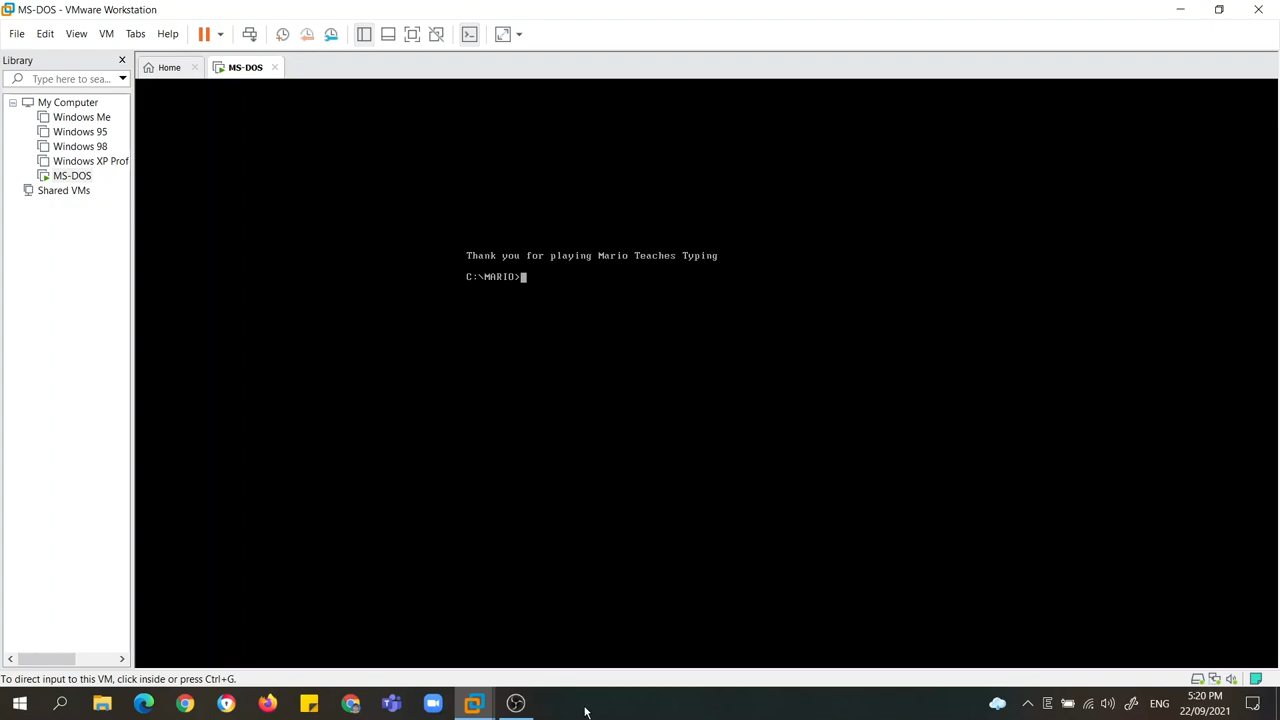 MS-DOS - VMware Workstation
File Edit View VM Tabs Help
Library
Type here to sea...
Home
MS-DOS
My Computer
Windows Me
Windows 95
Windows 98
Windows XP Prof
MS-DOS
Shared VMs
Thank you for playing Mario Teaches Typing
C:\MARIO>
To direct input to this VM, click inside or press Ctrl+G.
ENG
5:20 PM
22/09/2021